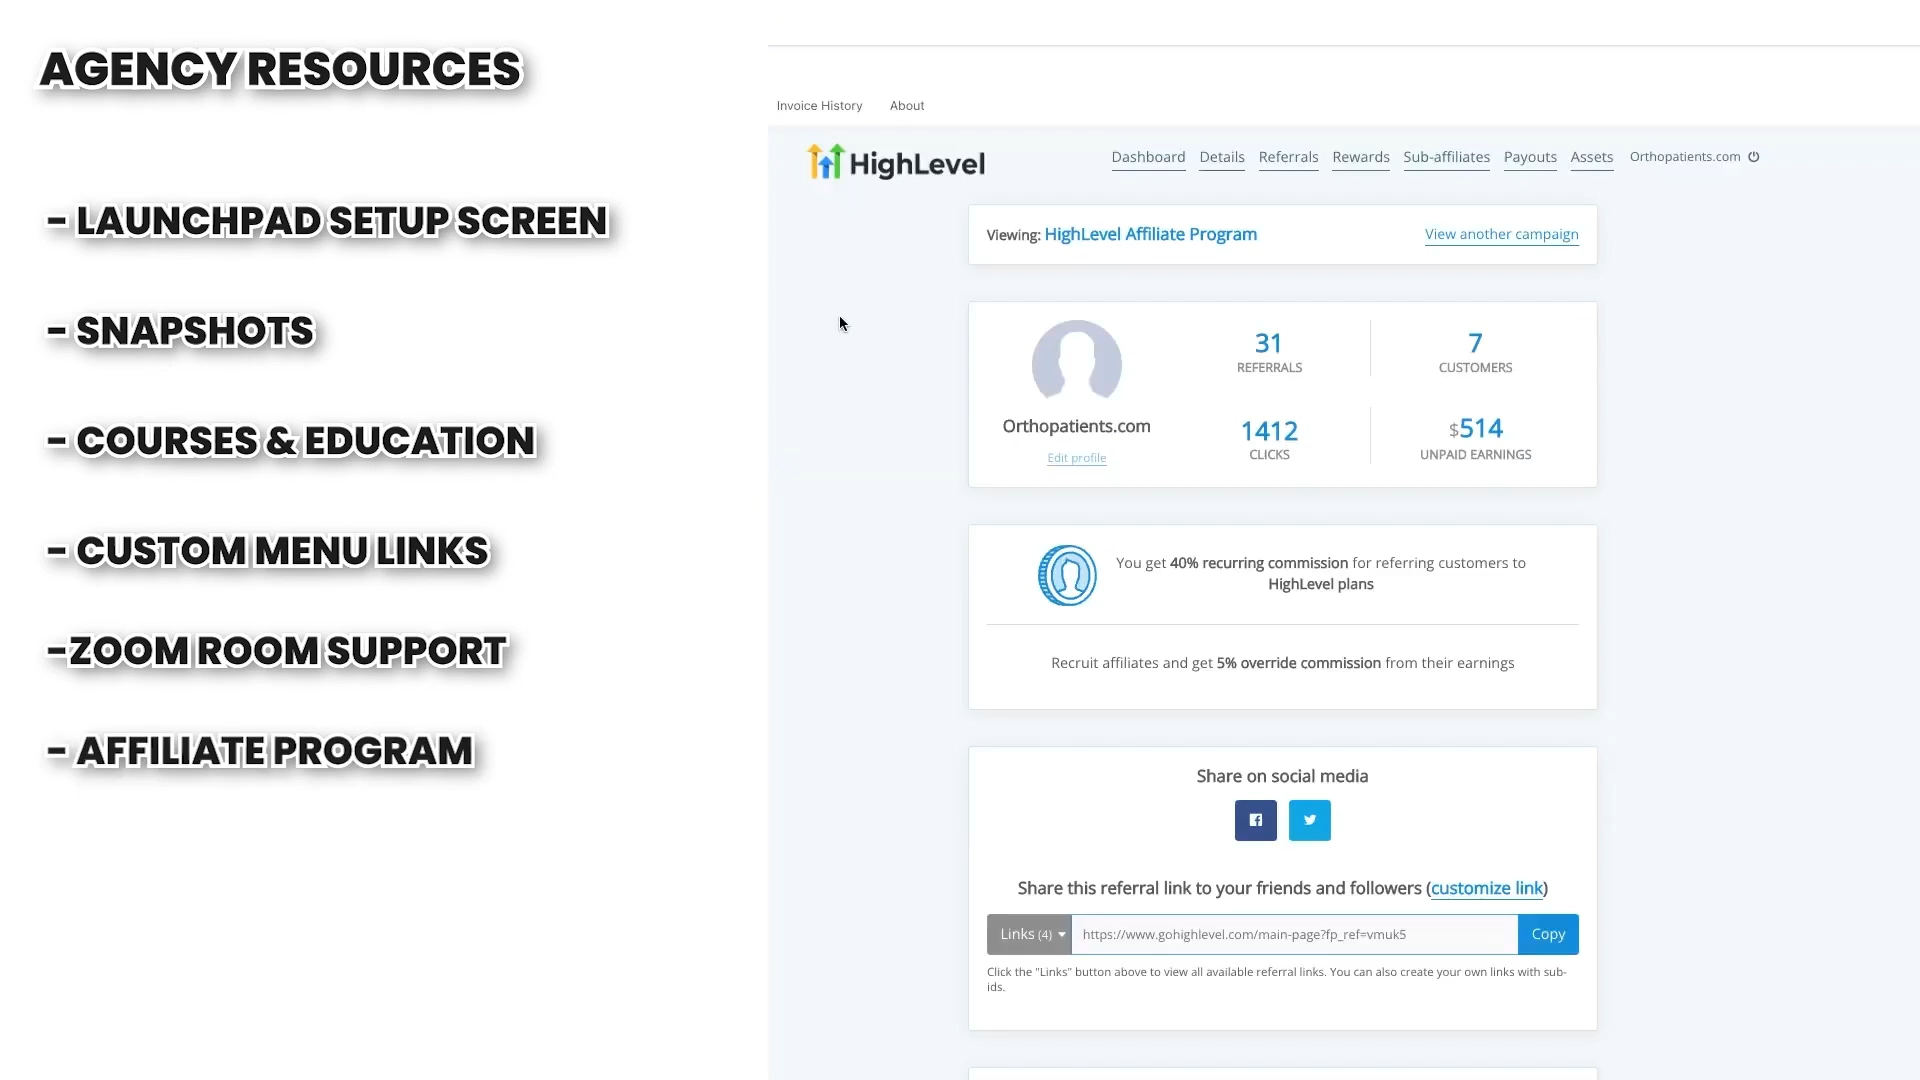 AGENCY RESOURCES
- LAUNCHPAD SETUP SCREEN
- SNAPSHOTS
- COURSES & EDUCATION
- CUSTOM MENU LINKS
-ZOOM ROOM SUPPORT
- AFFILIATE PROGRAM
Invoice History About
HighLevel
Dashboard Details Referrals Rewards Sub-affiliates Payouts Assets Orthopatients.com
Viewing: HighLevel Affiliate Program View another campaign
31 7
REFERRALS CUSTOMERS
Orthopatients.com
1412 $514
CLICKS UNPAID EARNINGS
Edit profile
You get 40% recurring commission for referring customers to
HighLevel plans
Recruit affiliates and get 5% override commission from their earnings
Share on social media
Share this referral link to your friends and followers (customize link)
Links (4) https://www.gohighlevel.com/main-page?fp_ref=vmuk5 Copy
Click the "Links" button above to view all available referral links. You can also create your own links with sub-
ids.